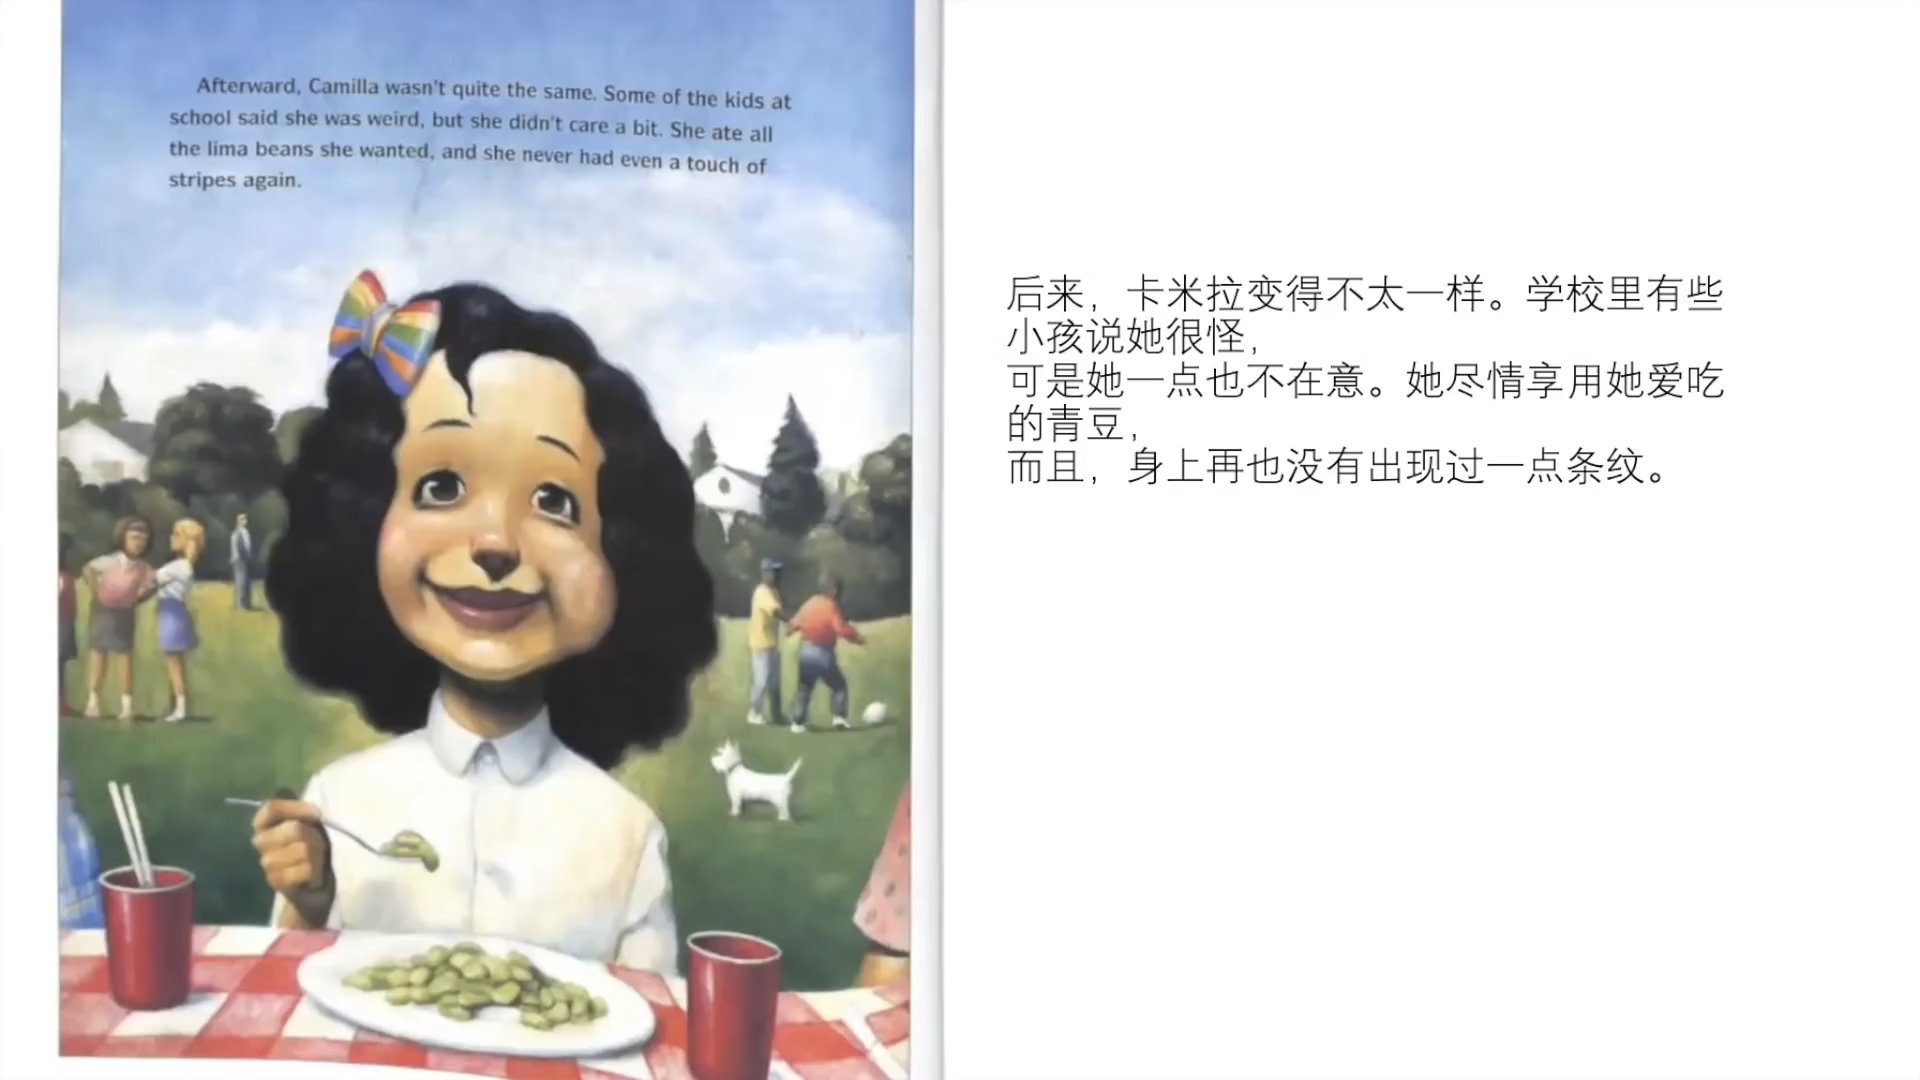 Afterward, Camilla wasn't quite the same. Some of the kids at
school said she was weird, but she didn't care a bit. She ate all
the lima beans she wanted, and she never had even a touch of
stripes again.
后来，卡米拉变得不太一样。学校里有些
小孩说她很怪，
可是她一点也不在意。她尽情享用她爱吃
的青豆，
而且，身上再也没有出现过一点条纹。